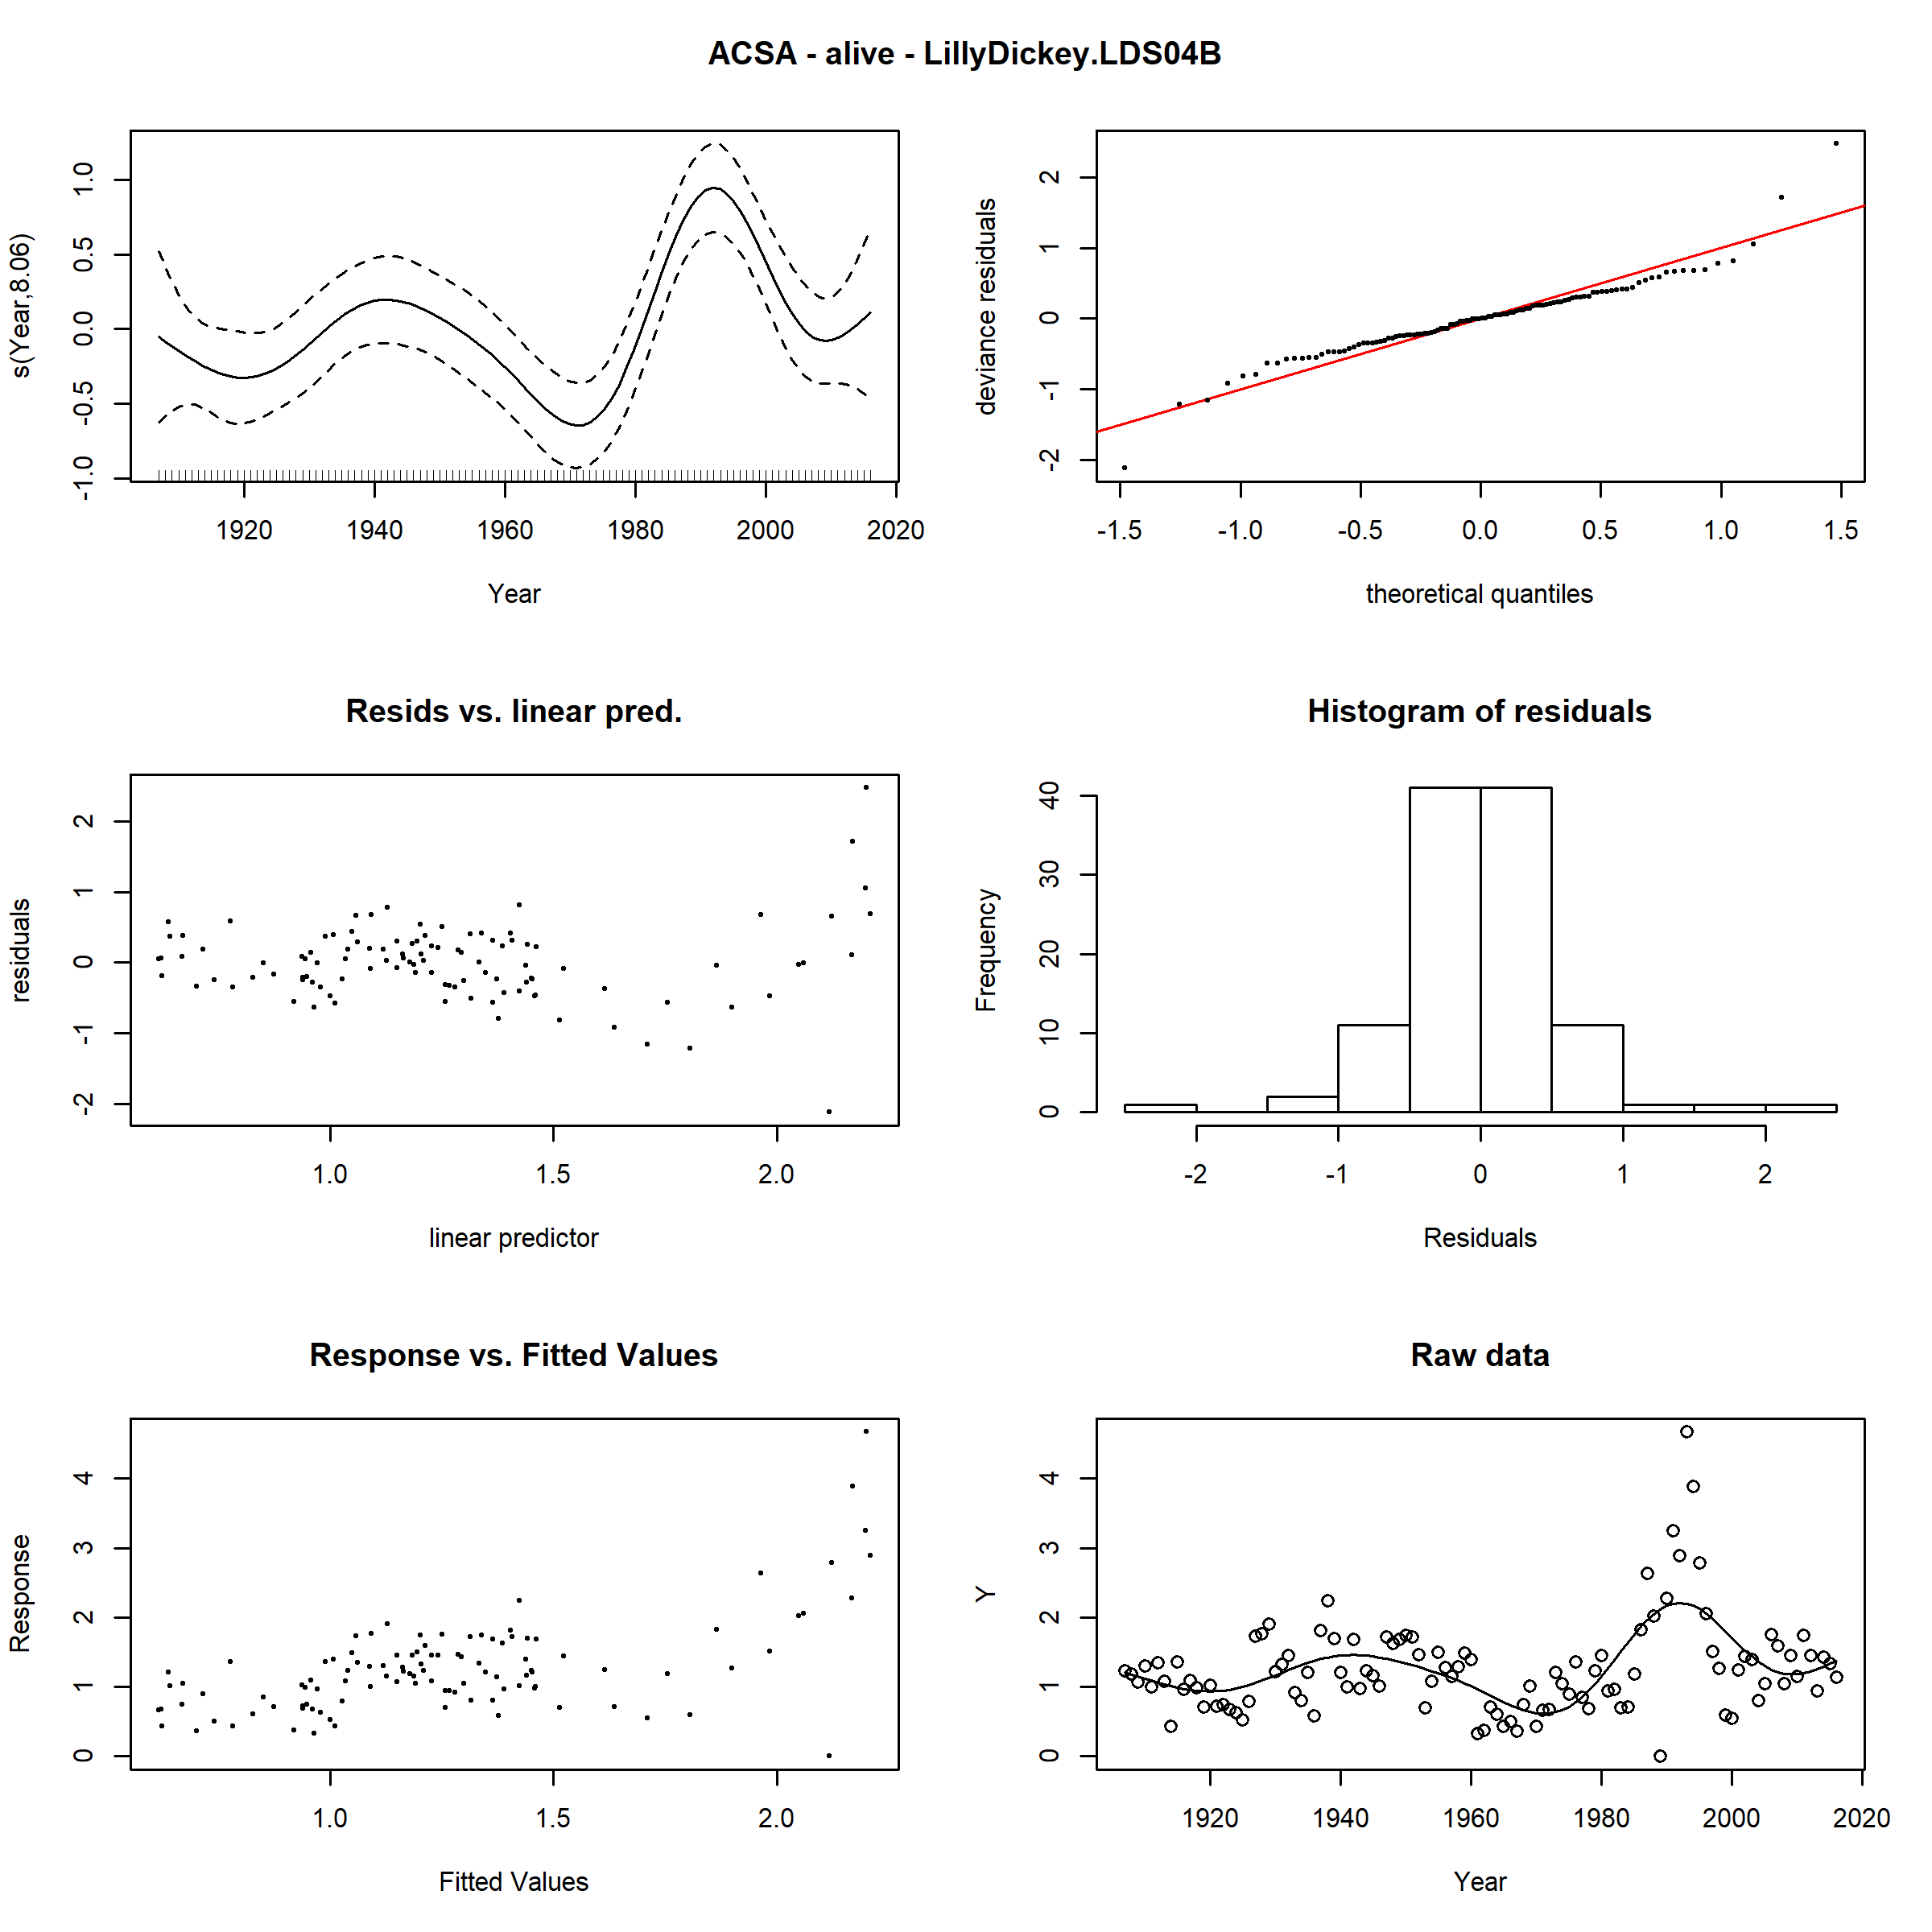 ACSA - alive - LillyDickey.LDS04B
s(Year,8.06)
-1.0 -0.5 0.0 0.5 1.0
1920 1940 1960 1980 2000 2020
Year
deviance residuals
-2 -1 0 1 2
-1.5 -1.0 -0.5 0.0 0.5 1.0 1.5
theoretical quantiles
Resids vs. linear pred.
residuals
-2 -1 0 1 2
1.0 1.5 2.0
linear predictor
Histogram of residuals
Frequency
0 10 20 30 40
-2 -1 0 1 2
Residuals
Response vs. Fitted Values
Response
0 1 2 3 4
1.0 1.5 2.0
Fitted Values
Raw data
Y
0 1 2 3 4
1920 1940 1960 1980 2000 2020
Year